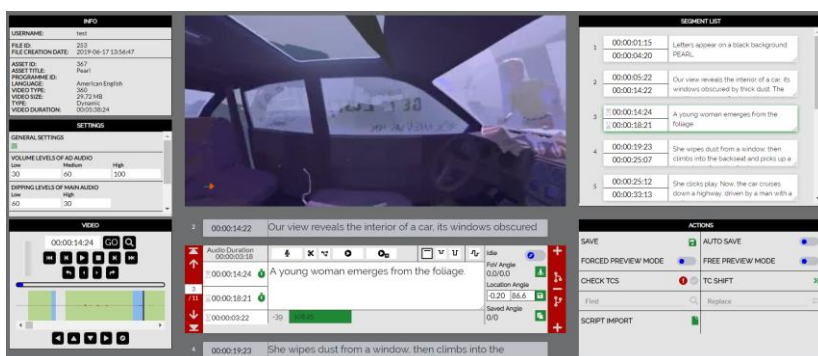 INFO
USERNAME: test
FILE ID: 253
FILE CREATION DATE: 2019-06-17 13:56:47
ASSET ID: 367
ASSET TITLE: Pearl
PROGRAMME ID:
LANGUAGE: American English
VIDEO TYPE: 360
VIDEO SIZE: 29,72 MB
TYPE: Dynamic
VIDEO DURATION: 00:05:38:24
SETTINGS
GENERAL SETTINGS
VOLUME LEVELS OF AD AUDIO
Low Medium High
30 60 100
DIPPING LEVELS OF MAIN AUDIO
Low High
60 30
VIDEO
00:00:14:24 GO
SEGMENT LIST
1 00:00:01:15 00:00:04:20
Letters appear on a black background
PEARL
2 00:00:05:22 00:00:14:22
Our view reveals the interior of a car, its
windows obscured by thick dust. The
3 00:00:14:24 00:00:18:21
A young woman emerges from the
foliage
4 00:00:19:23 00:00:25:07
She wipes dust from a window, then
climbs into the backseat and picks up a
5 00:00:25:12 00:00:33:13
She clicks play. Now, the car cruises
down a highway, driven by a man with a
2 00:00:14:22 Our view reveals the interior of a car, its windows obscured
Audio Duration
00:00:03:18
Idle
00:00:14:24 A young woman emerges from the foliage.
FoV Angle
0.0/0.0
Location Angle
-0.20 86.6
3
/11
00:00:18:21
Saved Angle
0/0
00:00:03:22 -39
4 00:00:19:23 She wipes dust from a window, then climbs into the
ACTIONS
SAVE AUTO SAVE
FORCED PREVIEW MODE FREE PREVIEW MODE
CHECK TCS TC SHIFT
Find Replace
SCRIPT IMPORT